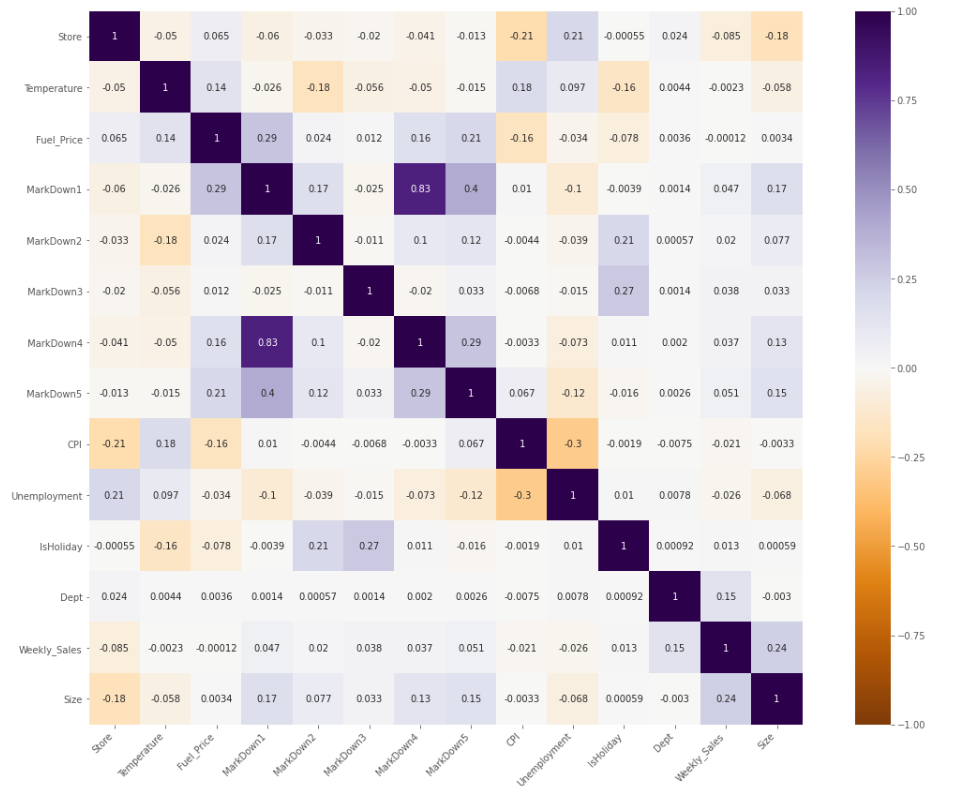 Store 1 -0.05 0.065 -0.06 -0.033 -0.02 -0.041 -0.013 -0.21 0.21 -0.00055 0.024 -0.085 -0.18
Temperature -0.05 1 0.14 -0.026 -0.18 -0.056 -0.05 -0.015 0.18 0.097 -0.16 0.0044 -0.0023 -0.058
Fuel_Price 0.065 0.14 1 0.29 0.024 0.012 0.16 0.21 -0.16 -0.034 -0.078 0.0036 -0.00012 0.0034
MarkDown1 -0.06 -0.026 0.29 1 0.17 -0.025 0.83 0.4 0.01 -0.1 -0.0039 0.0014 0.047 0.17
MarkDown2 -0.033 -0.18 0.024 0.17 1 -0.011 0.1 0.12 -0.0044 -0.039 0.21 0.00057 0.02 0.077
MarkDown3 -0.02 -0.056 0.012 -0.025 -0.011 1 -0.02 0.033 -0.0068 -0.015 0.27 0.0014 0.038 0.033
MarkDown4 -0.041 -0.05 0.16 0.83 0.1 -0.02 1 0.29 -0.0033 -0.073 0.011 0.002 0.037 0.13
MarkDown5 -0.013 -0.015 0.21 0.4 0.12 0.033 0.29 1 0.067 -0.12 -0.016 0.0026 0.051 0.15
CPI -0.21 0.18 -0.16 0.01 -0.0044 -0.0068 -0.0033 0.067 1 -0.3 -0.0019 -0.0075 -0.021 -0.0033
Unemployment 0.21 0.097 -0.034 -0.1 -0.039 -0.015 -0.073 -0.12 -0.3 1 0.01 0.0078 -0.026 -0.068
IsHoliday -0.00055 -0.16 -0.078 -0.0039 0.21 0.27 0.011 -0.016 -0.0019 0.01 1 0.00092 0.013 0.00059
Dept 0.024 0.0044 0.0036 0.0014 0.00057 0.0014 0.002 0.0026 -0.0075 0.0078 0.00092 1 0.15 -0.003
Weekly_Sales -0.085 -0.0023 -0.00012 0.047 0.02 0.038 0.037 0.051 -0.021 -0.026 0.013 0.15 1 0.24
Size -0.18 -0.058 0.0034 0.17 0.077 0.033 0.13 0.15 -0.0033 -0.068 0.00059 -0.003 0.24 1
Store
Temperature
Fuel_Price
MarkDown1
MarkDown2
MarkDown3
MarkDown4
MarkDown5
CPI
Unemployment
IsHoliday
Dept
Weekly_Sales
Size
1.00
0.75
0.50
0.25
0.00
−0.25
−0.50
−0.75
−1.00